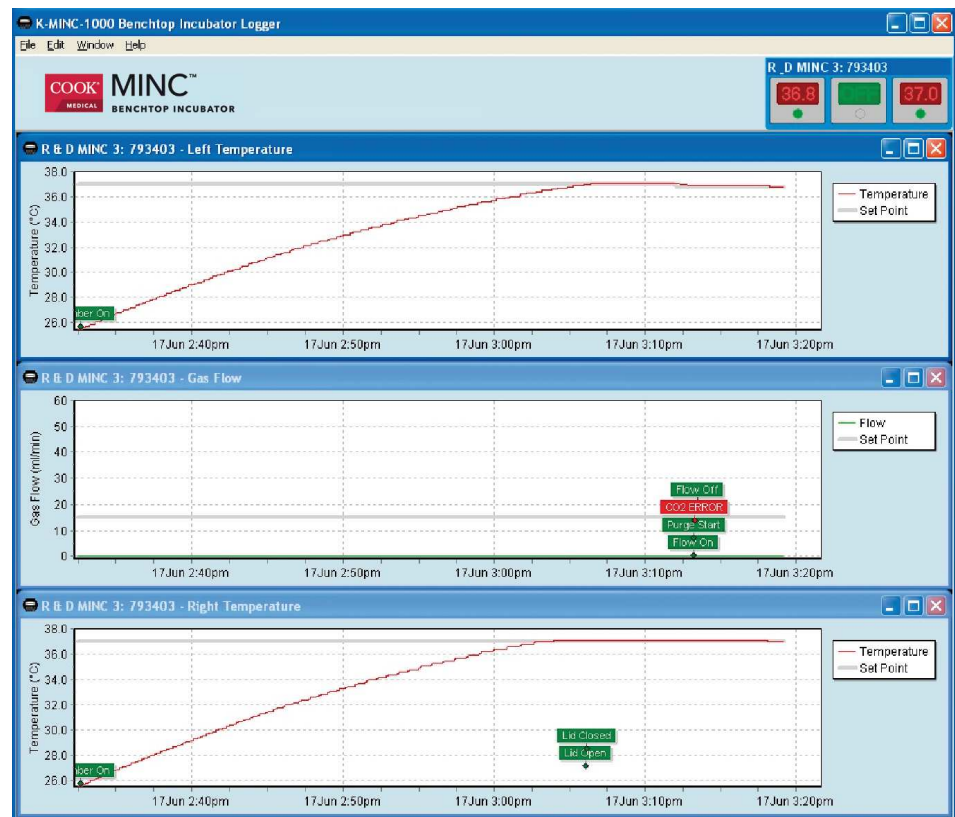 K-MINC-1000 Benchtop Incubator Logger
File Edit Window Help
COOK® MEDICAL
MINC™
BENCHTOP INCUBATOR
R_D MINC 3: 793403
36.8 OFF 37.0
R & D MINC 3: 793403 - Left Temperature
Temperature (°C)
38.0
36.0
34.0
32.0
30.0
28.0
26.0
ber On
Temperature
Set Point
17Jun 2:40pm 17Jun 2:50pm 17Jun 3:00pm 17Jun 3:10pm 17Jun 3:20pm
R & D MINC 3: 793403 - Gas Flow
Gas Flow (ml/min)
60
50
40
30
20
10
0
Flow
Set Point
Flow Off
CO2 ERROR
Purge Start
Flow On
17Jun 2:40pm 17Jun 2:50pm 17Jun 3:00pm 17Jun 3:10pm 17Jun 3:20pm
R & D MINC 3: 793403 - Right Temperature
Temperature (°C)
38.0
36.0
34.0
32.0
30.0
28.0
26.0
ber On
Temperature
Set Point
Lid Closed
Lid Open
17Jun 2:40pm 17Jun 2:50pm 17Jun 3:00pm 17Jun 3:10pm 17Jun 3:20pm